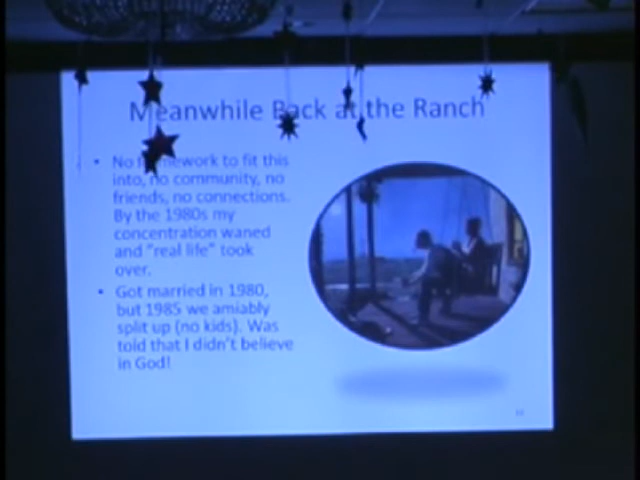 Meanwhile Back at the Ranch
• No framework to fit this
into, no community, no
friends, no connections.
By the 1980s my
concentration waned
and "real life" took
over.
• Got married in 1980,
but 1985 we amiably
split up (no kids). Was
told that I didn't believe
in God!